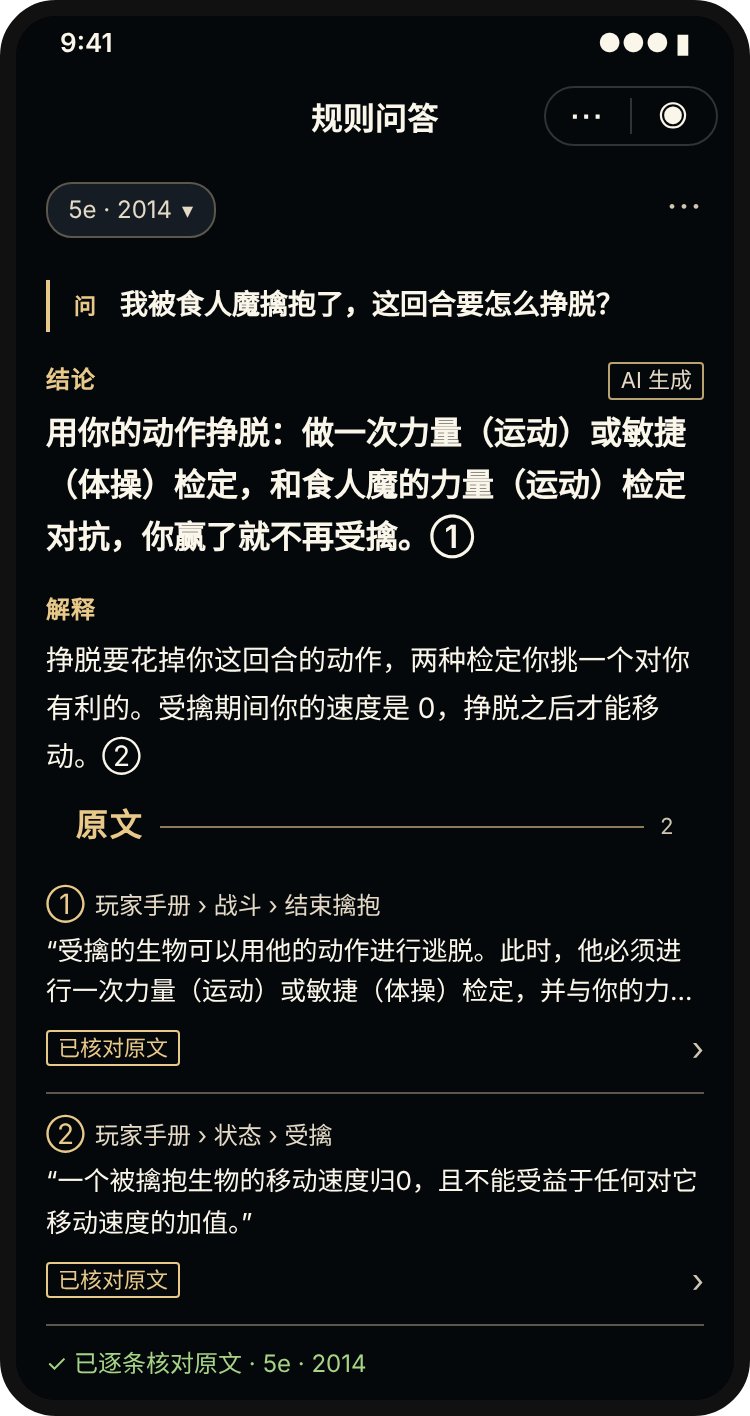 9:41
规则问答
5e · 2014 ▾
问 我被食人魔擒抱了，这回合要怎么挣脱？
结论
AI 生成
用你的动作挣脱：做一次力量（运动）或敏捷
（体操）检定，和食人魔的力量（运动）检定
对抗，你赢了就不再受擒。①
解释
挣脱要花掉你这回合的动作，两种检定你挑一个对你
有利的。受擒期间你的速度是 0，挣脱之后才能移
动。②
原文 2
① 玩家手册 › 战斗 › 结束擒抱
“受擒的生物可以用他的动作进行逃脱。此时，他必须进
行一次力量（运动）或敏捷（体操）检定，并与你的力…
已核对原文
② 玩家手册 › 状态 › 受擒
“一个被擒抱生物的移动速度归0，且不能受益于任何对它
移动速度的加值。”
已核对原文
✓ 已逐条核对原文 · 5e · 2014